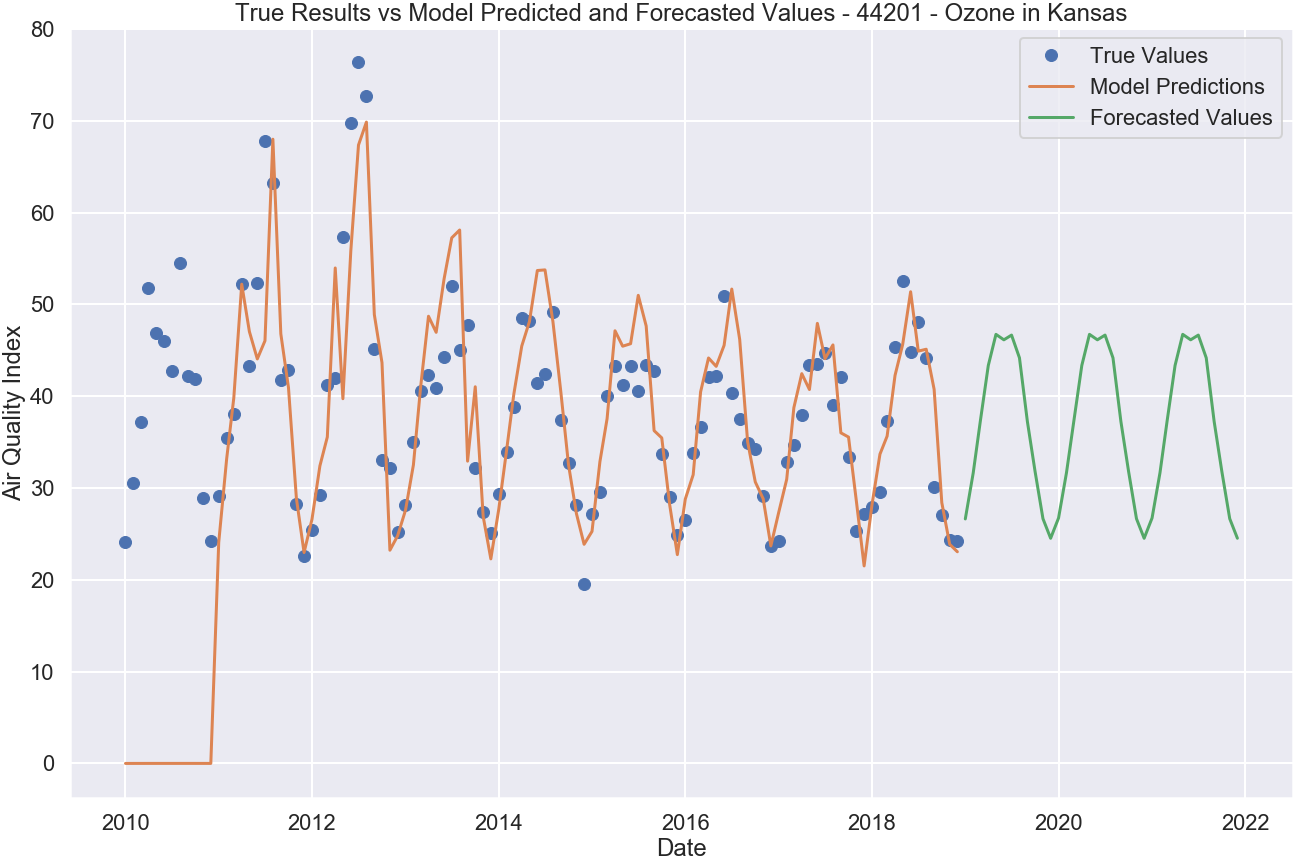 True Results vs Model Predicted and Forecasted Values - 44201 - Ozone in Kansas
True Values
Model Predictions
Forecasted Values
Air Quality Index
80
70
60
50
40
30
20
10
0
2010 2012 2014 2016 2018 2020 2022
Date